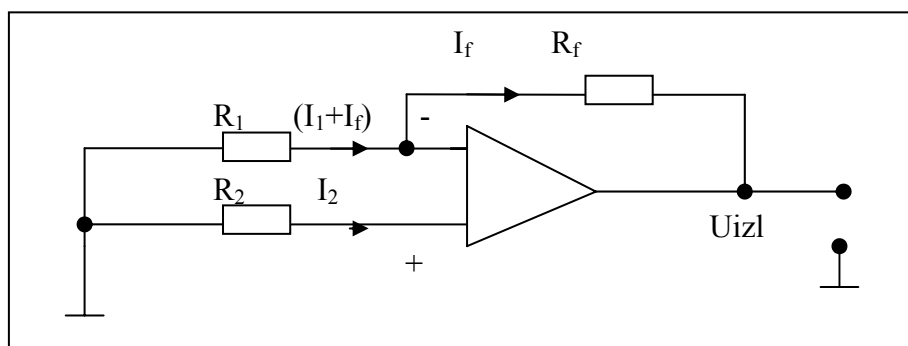 I_f R_f
R_1 (I_1+I_f) -
R_2 I_2
Uizl
+